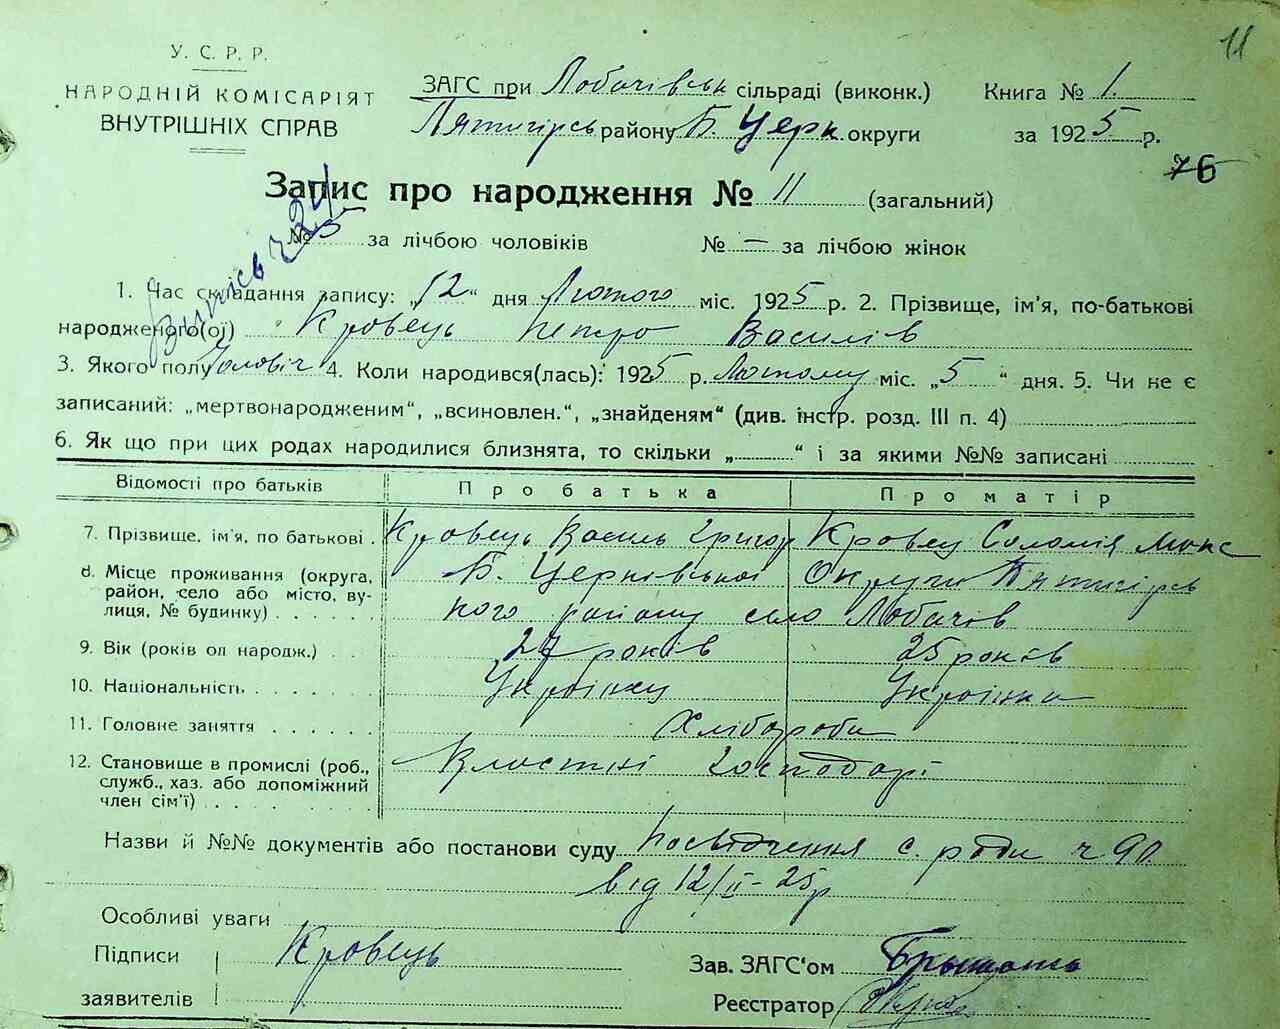 11
У. С. Р. Р.
НАРОДНІЙ КОМІСАРІЯТ
ВНУТРІШНІХ СПРАВ
ЗАГС при Лобачівськ сільраді (виконк.) Книга № 1.
Пятигірськ району Б. Церк округи за 1925 р.
76
Запис про народження № 11 (загальний)
№ 5 за лічбою чоловіків № — за лічбою жінок
1. Час складання запису: „12“ дня Лютого міс. 1925 р. 2. Прізвище, ім'я, по-батькові
народженого(ої) Кровець Петро Василів
3. Якого полу Чоловіч 4. Коли народився(лась): 1925 р. Лютому міс. „5“ дня. 5. Чи не є
записаний: „мертвонародженим“, „всиновлен.“, „знайденям“ (див. інстр. розд. III п. 4)
6. Як що при цих родах народилися близнята, то скільки „ “ і за якими №№ записані
Відомості про батьків Про батька Про матір
7. Прізвище, ім'я, по батькові . Кровець Василь Григор Кровец Соломія Макс
8. Місце проживання (округа, Б. Церківської Округи Пятигірсь
район, село або місто, ву- кого району село Лобачів
лиця, № будинку) . . . . . .
9. Вік (років од народж.) . . 27 років 25 років
10. Національність . . . . . . Українец Українка
11. Головне заняття . . . . . . Хлібороби
12. Становище в промислі (роб., Властні господарі
служб., хаз. або допоміжний
член сім'ї) . . . .
Назви й №№ документів або постанови суду Посвідчення с. ради ч 90
від 12/II-25р
Особливі уваги
Підписи Кровець Зав. ЗАГС'ом
заявителів Реєстратор